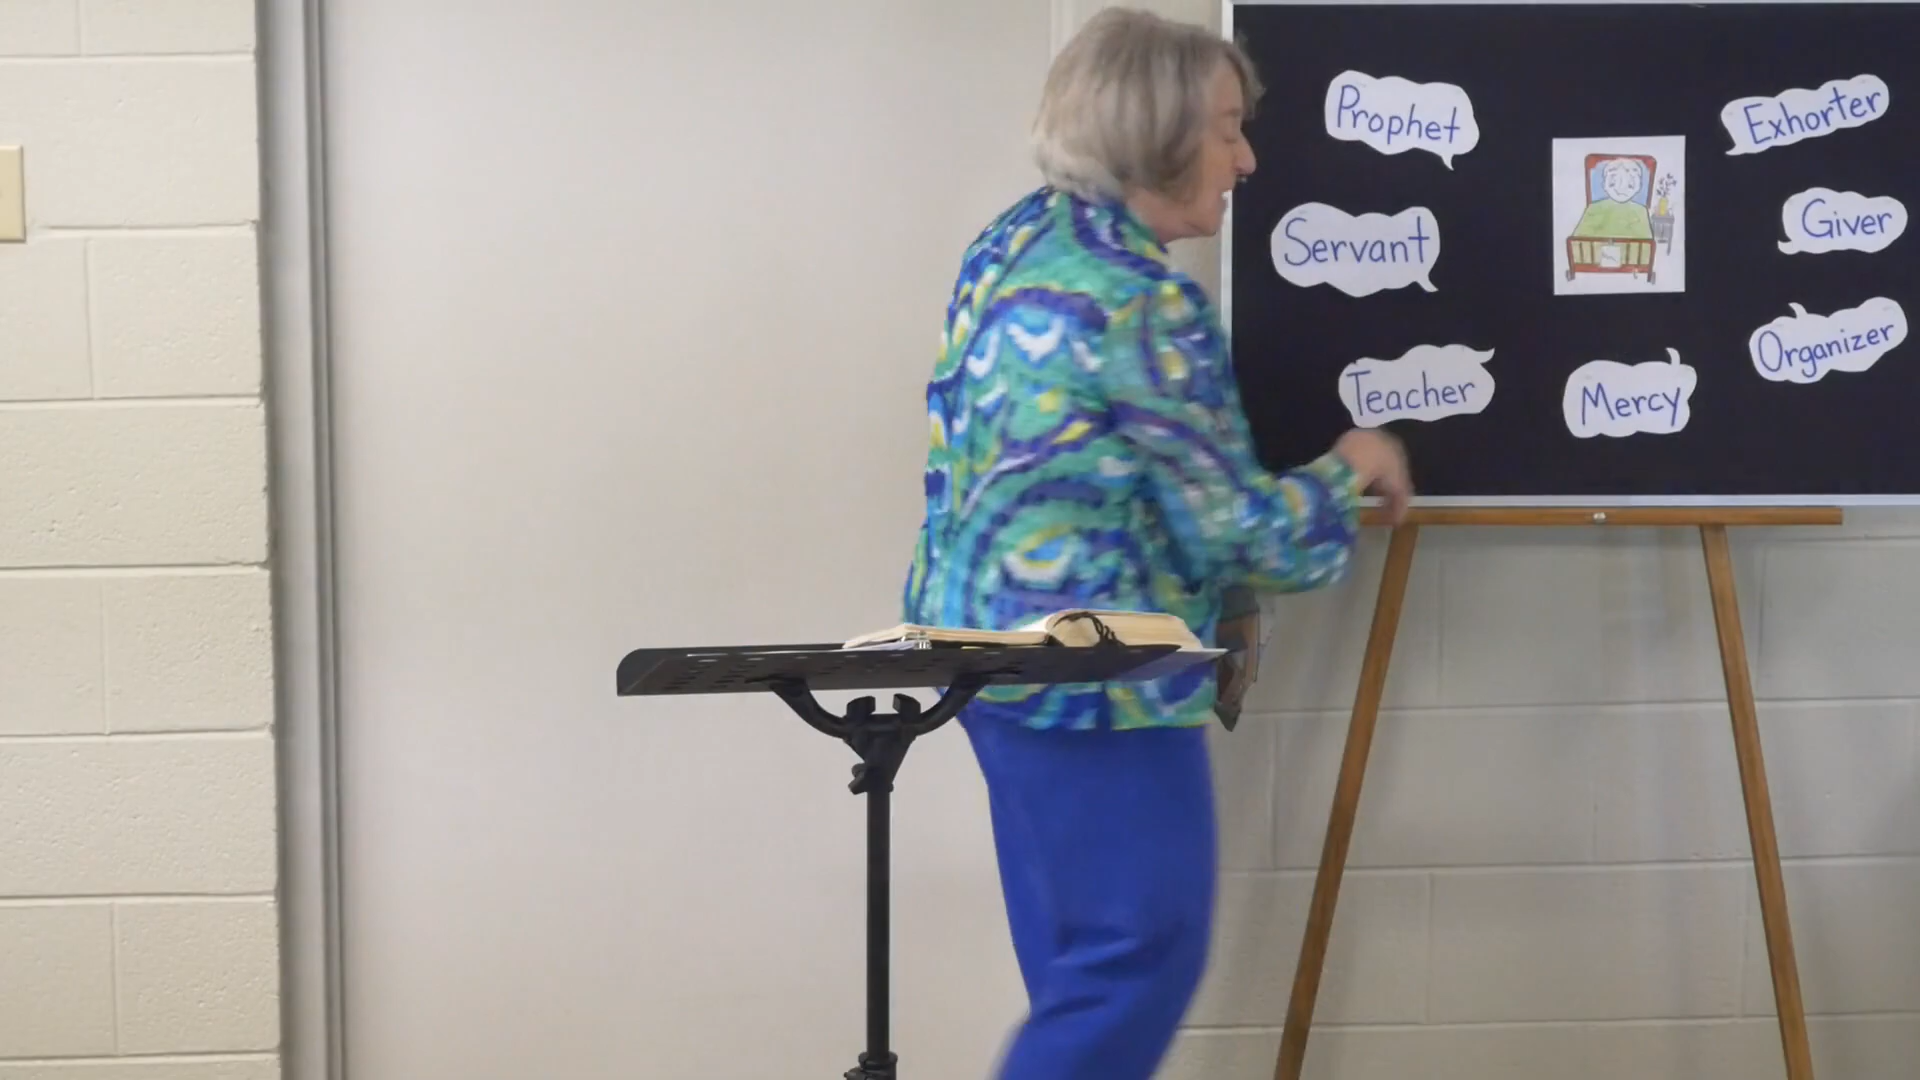 Prophet
Exhorter
Servant
Giver
Organizer
Teacher
Mercy